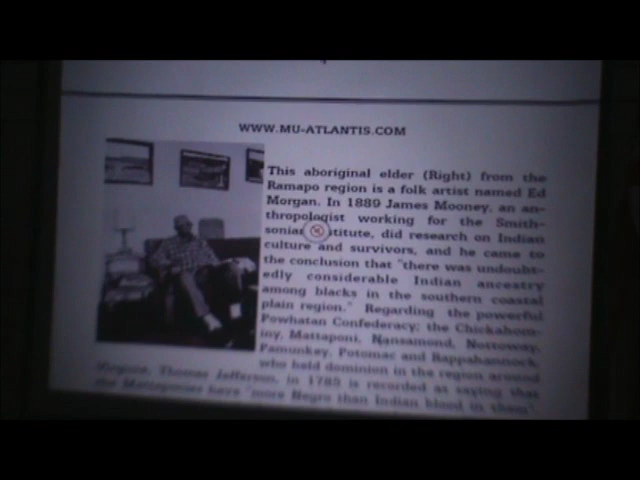 WWW.MU-ATLANTIS.COM
This aboriginal elder (Right) from the
Ramapo region is a folk artist named Ed
Morgan. In 1889 James Mooney, an an-
thropologist working for the Smith-
sonian stitute, did research on Indian
culture and survivors, and he came to
the conclusion that "there was undoubt-
edly considerable Indian ancestry
among blacks in the southern coastal
plain region." Regarding the powerful
Powhatan Confederacy; the Chickahom-
iny, Mattaponi, Nansamond, Nottoway,
Pamunkey, Potomac and Rappahannock,
who held dominion in the region around
Virginia, Thomas Jefferson, in 1785 is recorded as saying that
the Mattaponies have "more Negro than Indian blood in them".